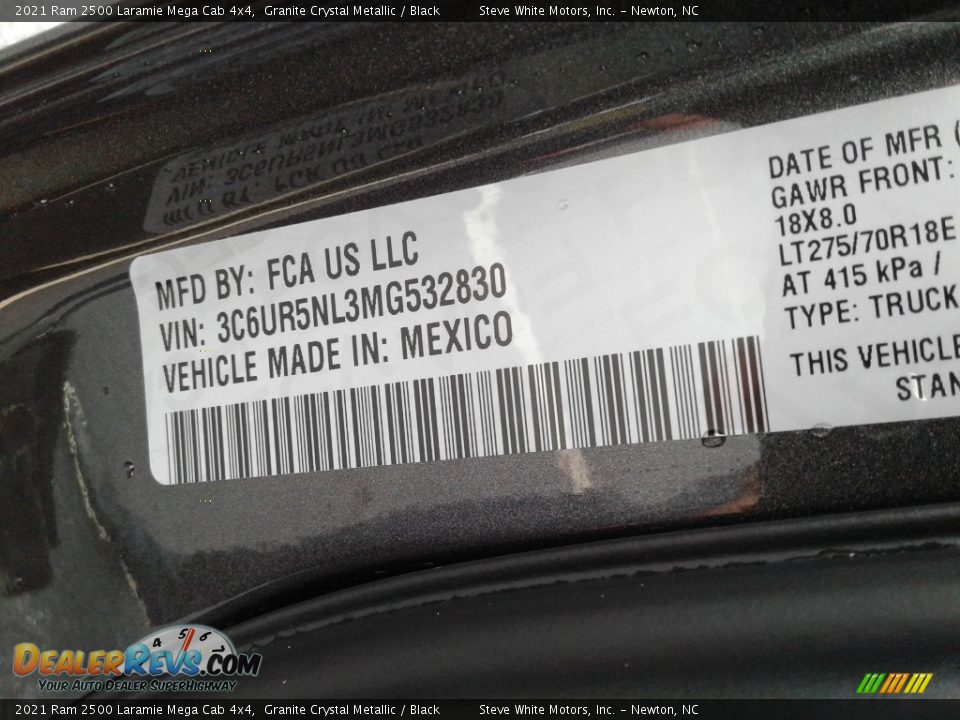 2021 Ram 2500 Laramie Mega Cab 4x4, Granite Crystal Metallic / Black Steve White Motors, Inc. – Newton, NC
MFD BY: FCA US LLC
VIN: 3C6UR5NL3MG532830
VEHICLE MADE IN: MEXICO
DATE OF MFR (
GAWR FRONT:
18X8.0
LT275/70R18E
AT 415 kPa /
TYPE: TRUCK
THIS VEHICLE
STAN
4 5 6
DEALERREVS.COM
Your Auto Dealer SuperHighway
2021 Ram 2500 Laramie Mega Cab 4x4, Granite Crystal Metallic / Black Steve White Motors, Inc. – Newton, NC